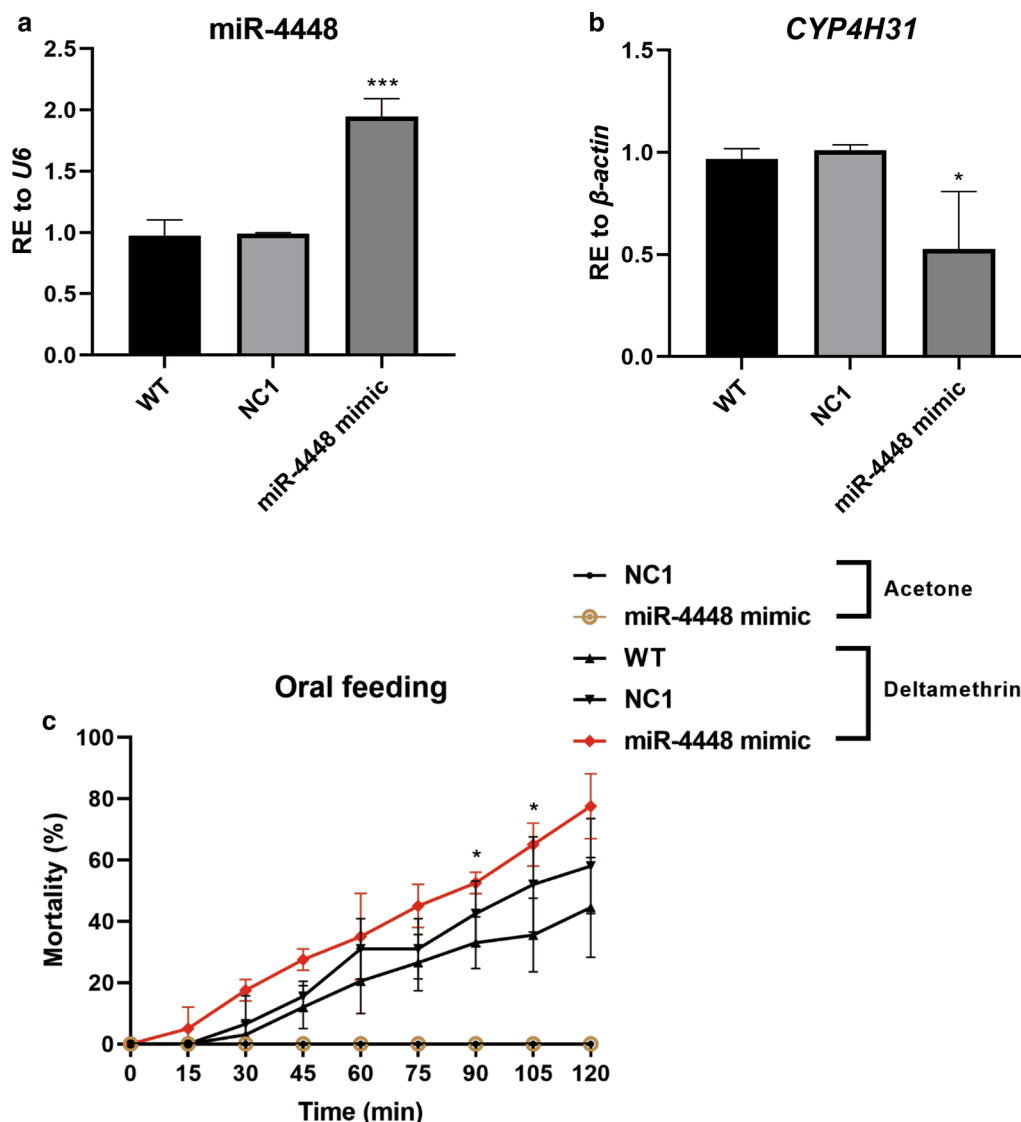 a
miR-4448
RE to U6
2.5
2.0
1.5
1.0
0.5
0.0
***
WT
NC1
miR-4448 mimic
b
CYP4H31
RE to β-actin
1.5
1.0
0.5
0.0
*
WT
NC1
miR-4448 mimic
NC1
miR-4448 mimic
Acetone
WT
NC1
miR-4448 mimic
Deltamethrin
c
Oral feeding
Mortality (%)
100
80
60
40
20
0
*
*
0 15 30 45 60 75 90 105 120
Time (min)